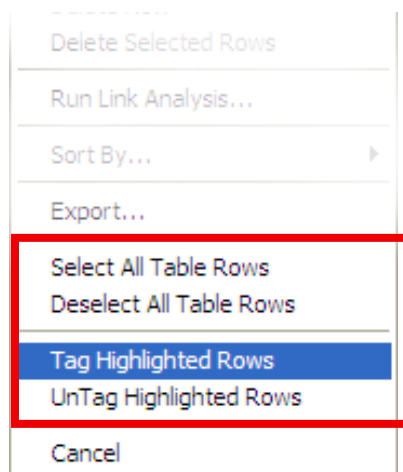 Delete Selected Rows
Run Link Analysis...
Sort By...
Export...
Select All Table Rows
Deselect All Table Rows
Tag Highlighted Rows
UnTag Highlighted Rows
Cancel